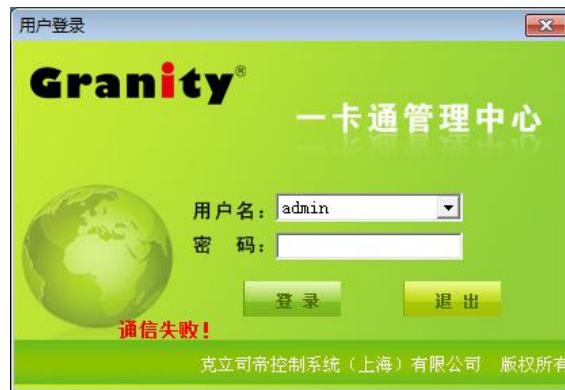 用户登录
Granity®
一卡通管理中心
用户名: admin
密 码:
登 录 退 出
通信失败!
克立司帝控制系统（上海）有限公司 版权所有